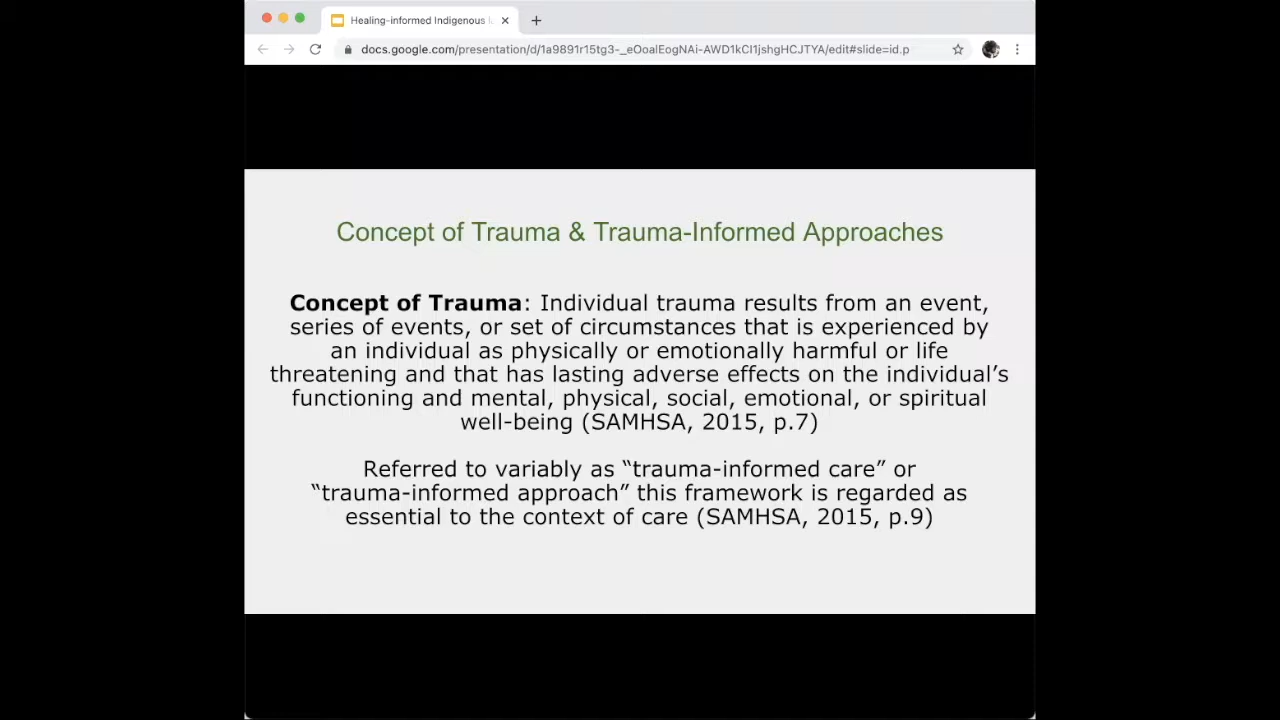 Healing-informed Indigenous
docs.google.com/presentation/d/1a9891r15tg3-_eOoalEogNAi-AWD1kCI1jshgHCJTYA/edit#slide=id.p
Concept of Trauma & Trauma-Informed Approaches
Concept of Trauma: Individual trauma results from an event,
series of events, or set of circumstances that is experienced by
an individual as physically or emotionally harmful or life
threatening and that has lasting adverse effects on the individual’s
functioning and mental, physical, social, emotional, or spiritual
well-being (SAMHSA, 2015, p.7)
Referred to variably as “trauma-informed care” or
“trauma-informed approach” this framework is regarded as
essential to the context of care (SAMHSA, 2015, p.9)